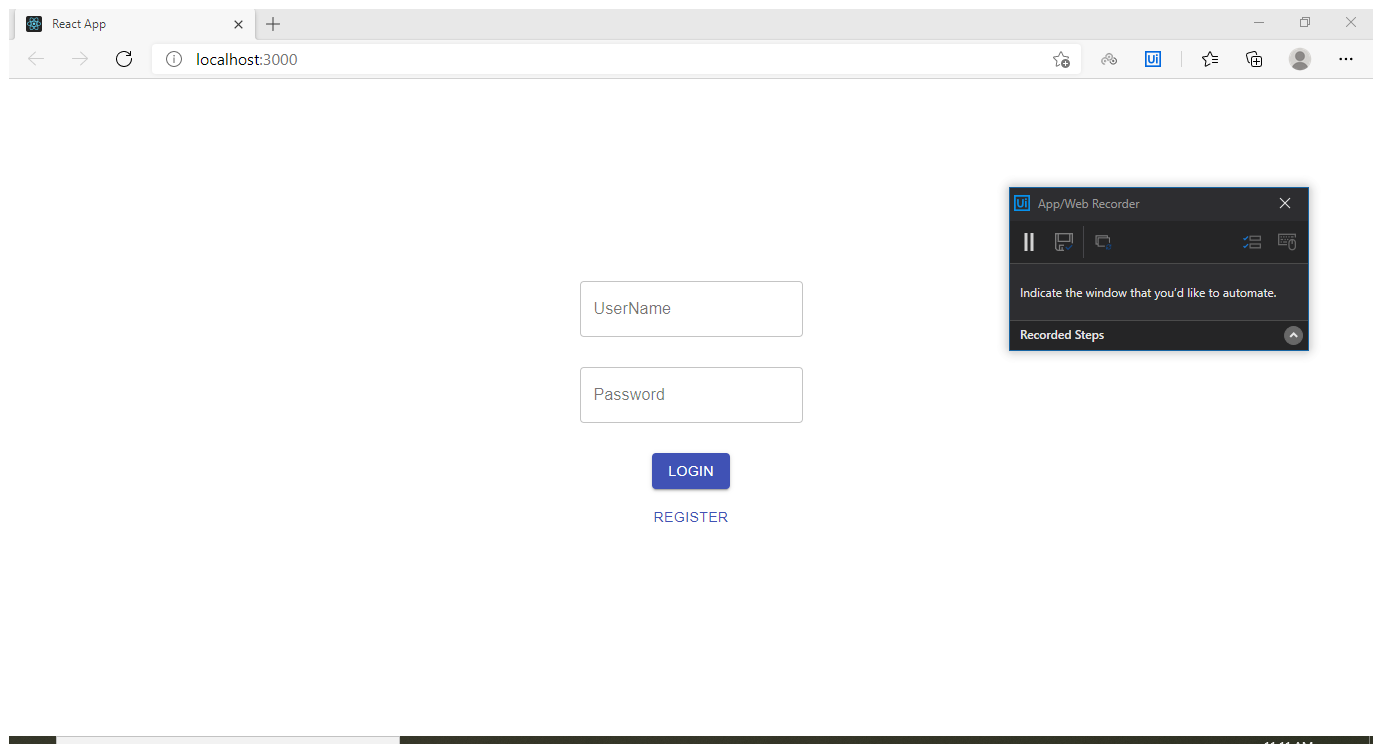 React App
localhost:3000
Ui
Ui App/Web Recorder
Indicate the window that you'd like to automate.
Recorded Steps
UserName
Password
LOGIN
REGISTER